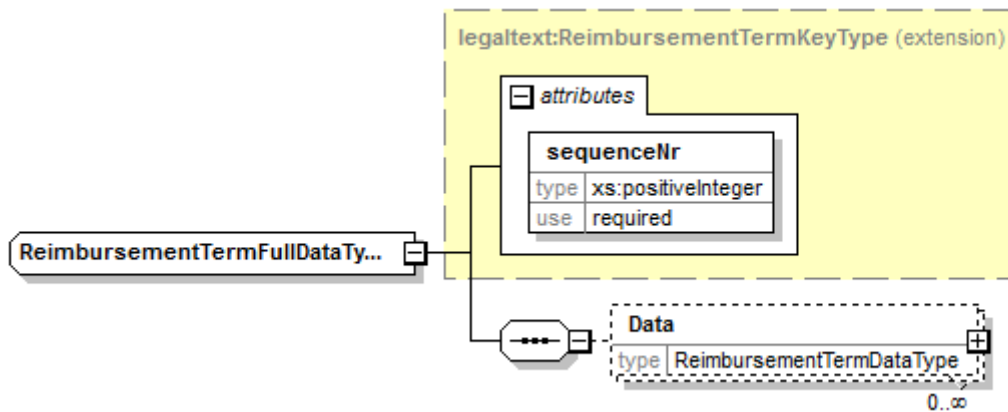 legaltext:ReimbursementTermKeyType (extension)
attributes
sequenceNr
type xs:positiveInteger
use required
ReimbursementTermFullDataTy...
Data
type ReimbursementTermDataType
0..∞